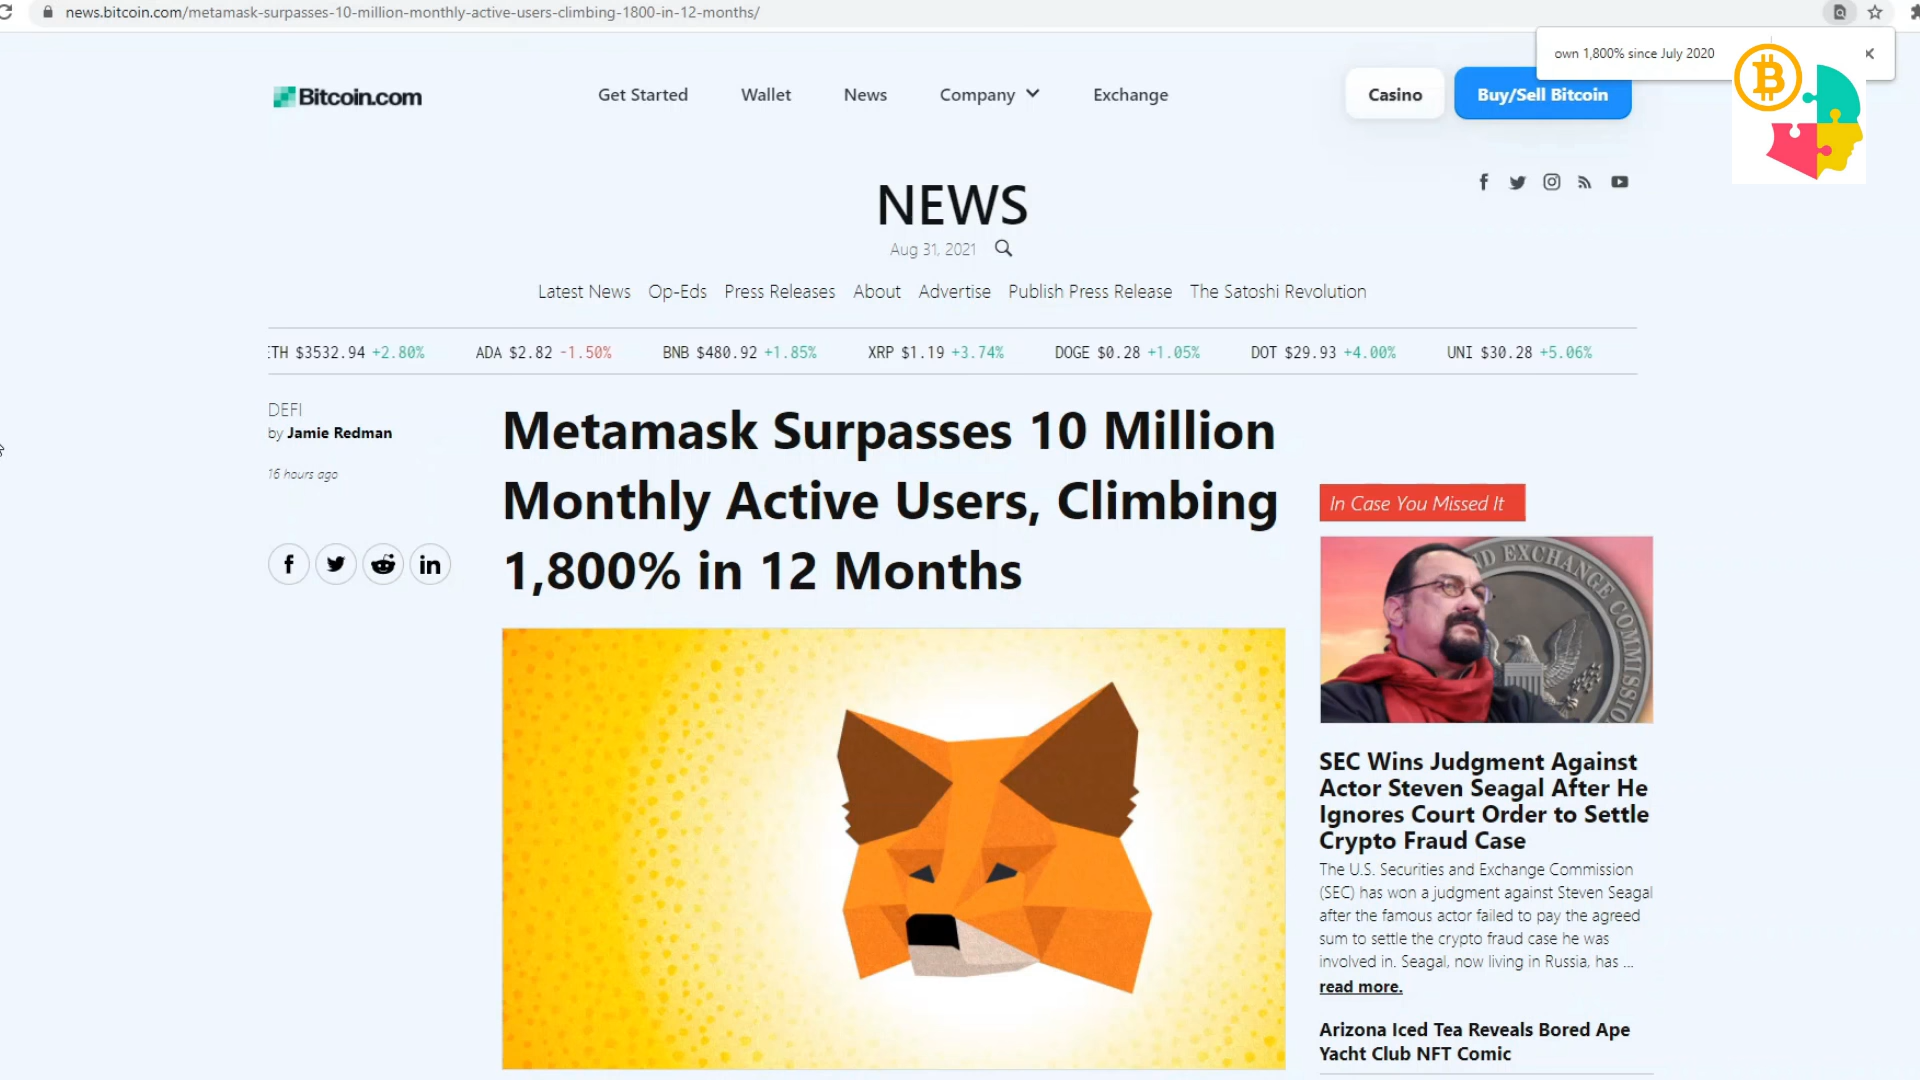 news.bitcoin.com/metamask-surpasses-10-million-monthly-active-users-climbing-1800-in-12-months/
own 1,800% since July 2020
Bitcoin.com
Get Started Wallet News Company Exchange
Casino Buy/Sell Bitcoin
NEWS
Aug 31, 2021
Latest News Op-Eds Press Releases About Advertise Publish Press Release The Satoshi Revolution
ETH $3532.94 +2.80% ADA $2.82 -1.50% BNB $480.92 +1.85% XRP $1.19 +3.74% DOGE $0.28 +1.05% DOT $29.93 +4.00% UNI $30.28 +5.06%
DEFI
by Jamie Redman
16 hours ago
Metamask Surpasses 10 Million
Monthly Active Users, Climbing
1,800% in 12 Months
In Case You Missed It
ND EXCHANGE COMMISSIO
SEC Wins Judgment Against
Actor Steven Seagal After He
Ignores Court Order to Settle
Crypto Fraud Case
The U.S. Securities and Exchange Commission
(SEC) has won a judgment against Steven Seagal
after the famous actor failed to pay the agreed
sum to settle the crypto fraud case he was
involved in. Seagal, now living in Russia, has ...
read more.
Arizona Iced Tea Reveals Bored Ape
Yacht Club NFT Comic